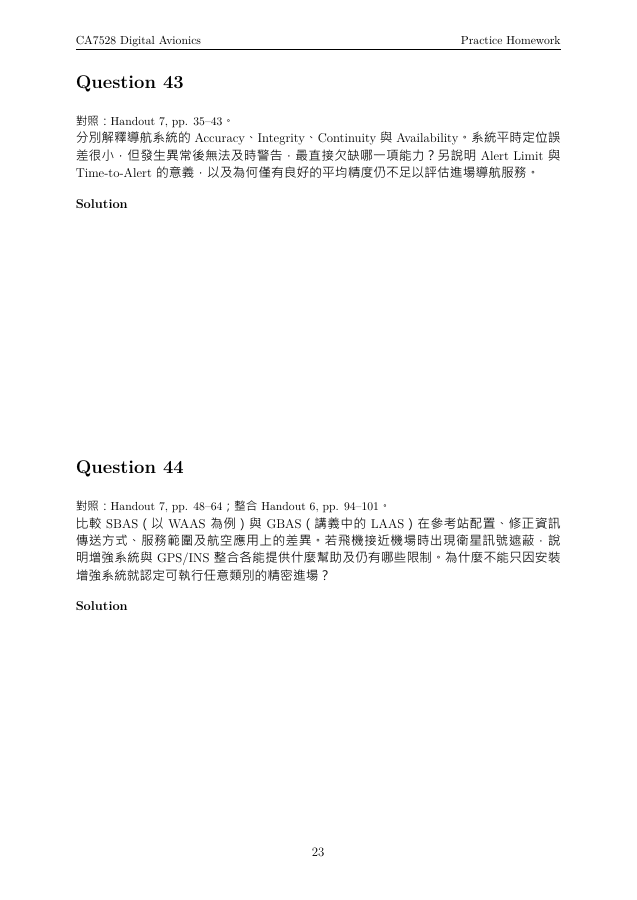 CA7528 Digital Avionics Practice Homework
Question 43
對照：Handout 7, pp. 35–43。
分別解釋導航系統的 Accuracy、Integrity、Continuity 與 Availability。系統平時定位誤
差很小，但發生異常後無法及時警告，最直接欠缺哪一項能力？另說明 Alert Limit 與
Time-to-Alert 的意義，以及為何僅有良好的平均精度仍不足以評估進場導航服務。
Solution
Question 44
對照：Handout 7, pp. 48–64；整合 Handout 6, pp. 94–101。
比較 SBAS（以 WAAS 為例）與 GBAS（講義中的 LAAS）在參考站配置、修正資訊
傳送方式、服務範圍及航空應用上的差異。若飛機接近機場時出現衛星訊號遮蔽，說
明增強系統與 GPS/INS 整合各能提供什麼幫助及仍有哪些限制。為什麼不能只因安裝
增強系統就認定可執行任意類別的精密進場？
Solution
23